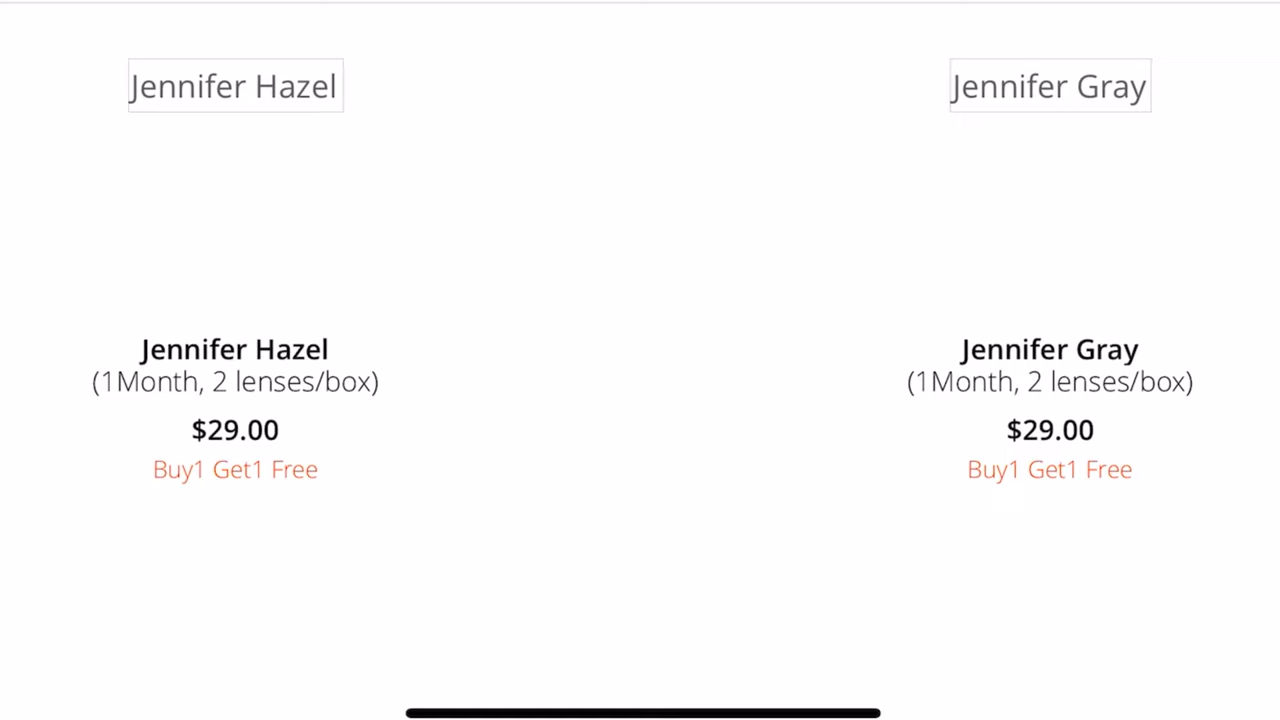 Jennifer Hazel
Jennifer Gray
Jennifer Hazel
(1Month, 2 lenses/box)
$29.00
Buy1 Get1 Free
Jennifer Gray
(1Month, 2 lenses/box)
$29.00
Buy1 Get1 Free